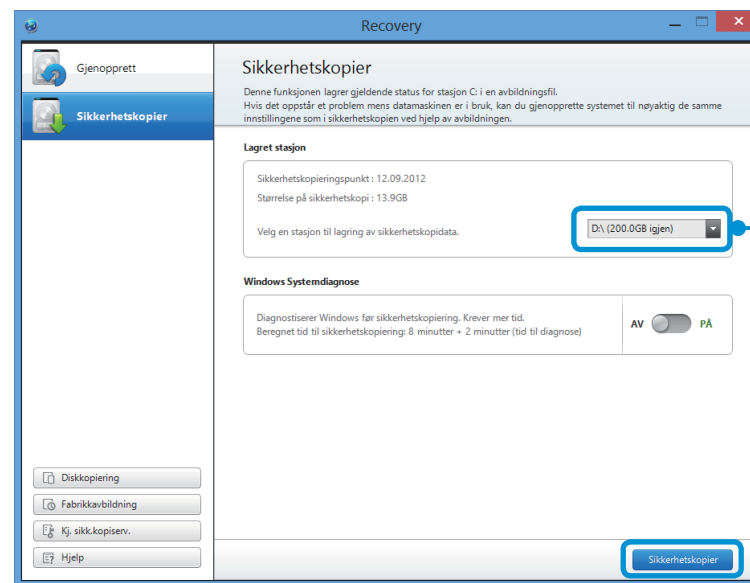 Recovery
Gjenopprett
Sikkerhetskopier
Sikkerhetskopier
Denne funksjonen lagrer gjeldende status for stasjon C: i en avbildningsfil.
Hvis det oppstår et problem mens datamaskinen er i bruk, kan du gjenopprette systemet til nøyaktig de samme
innstillingene som i sikkerhetskopien ved hjelp av avbildningen.
Lagret stasjon
Sikkerhetskopieringspunkt : 12.09.2012
Størrelse på sikkerhetskopi : 13.9GB
Velg en stasjon til lagring av sikkerhetskopidata.
D:\ (200.0GB igjen)
Windows Systemdiagnose
Diagnostiserer Windows før sikkerhetskopiering. Krever mer tid.
Beregnet tid til sikkerhetskopiering: 8 minutter + 2 minutter (tid til diagnose)
AV PÅ
Diskkopiering
Fabrikkavbildning
Kj. sikk.kopiserv.
Hjelp
Sikkerhetskopier